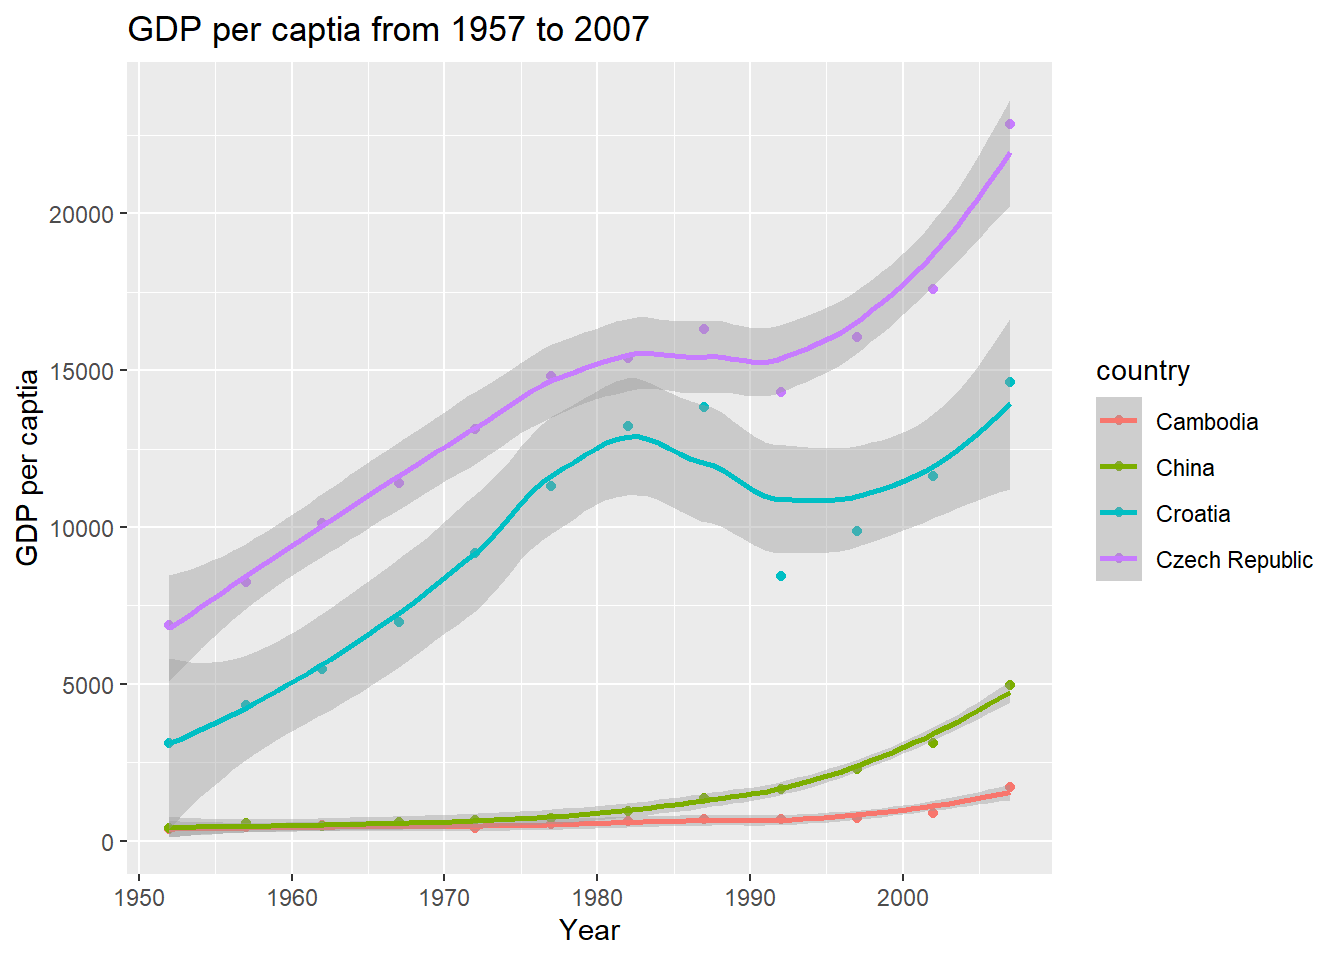 GDP per captia from 1957 to 2007
GDP per captia
20000
15000
10000
5000
0
1950 1960 1970 1980 1990 2000
Year
country
Cambodia
China
Croatia
Czech Republic